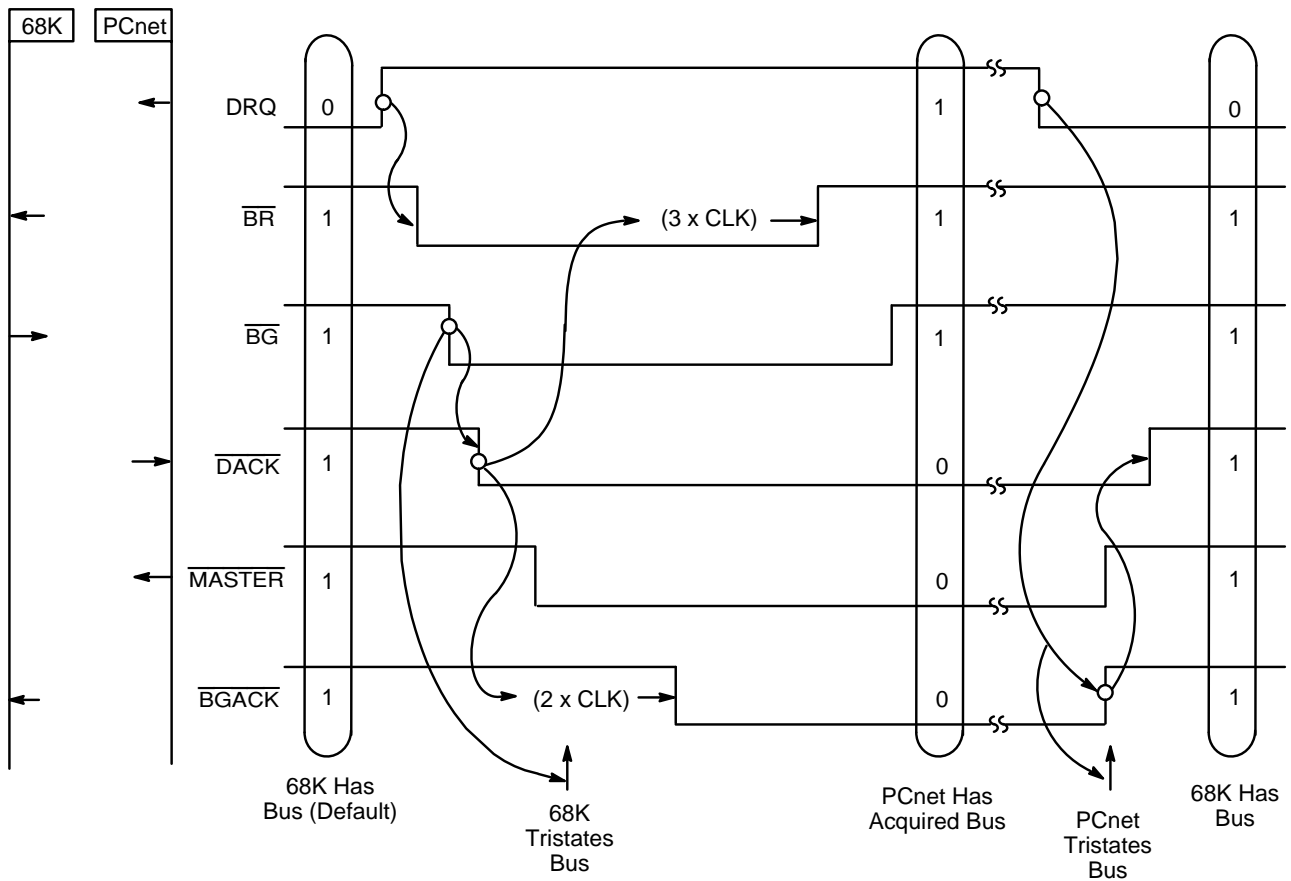 68K PCnet
DRQ 0 1 0
BR 1 (3 x CLK) 1 1
BG 1 1 1
DACK 1 0 1
MASTER 1 0 1
BGACK 1 (2 x CLK) 0 1
68K Has
Bus (Default)
68K
Tristates
Bus
PCnet Has
Acquired Bus
PCnet
Tristates
Bus
68K Has
Bus